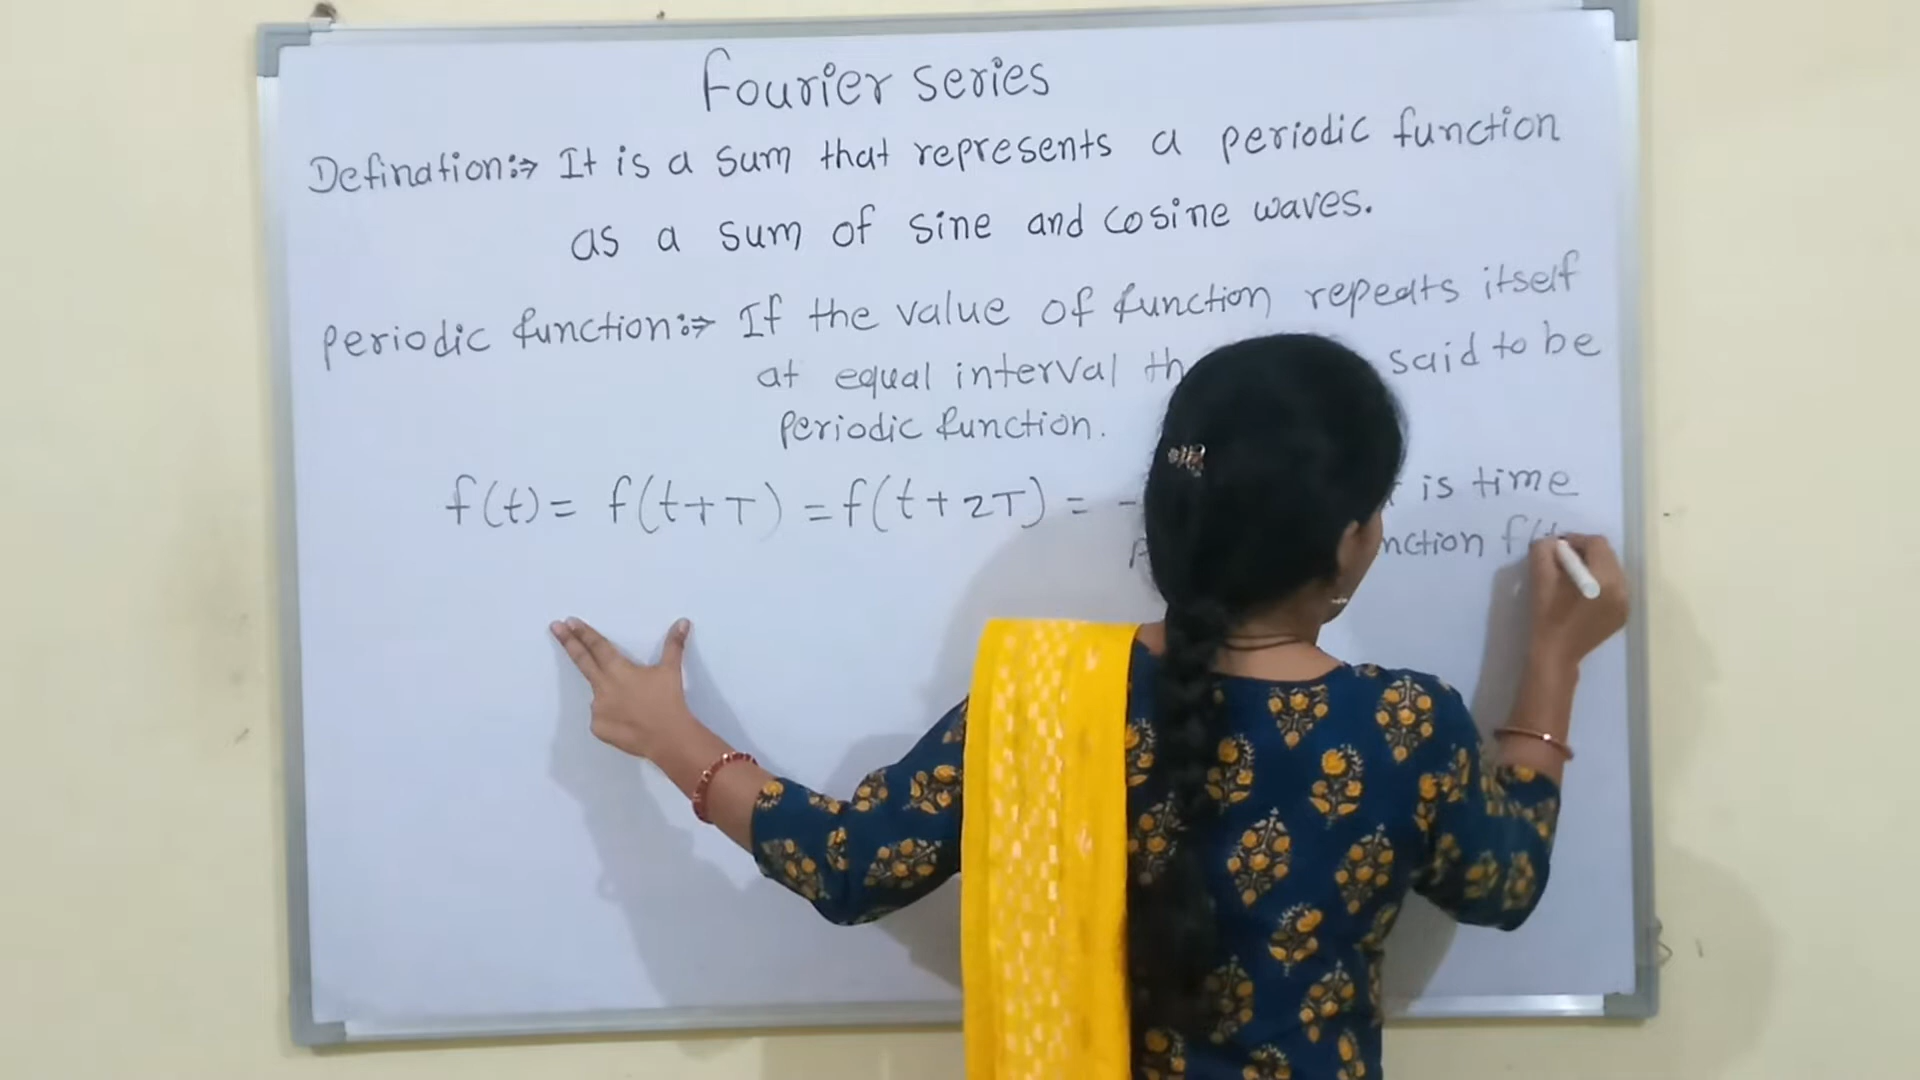 Fourier series
Defination:⇒ It is a sum that represents a periodic function
as a sum of sine and cosine waves.
periodic function:⇒ If the value of function repeats itself
at equal interval said to be
periodic function.
f(t) = f(t+T) = f(t+2T) = - is time
f(t